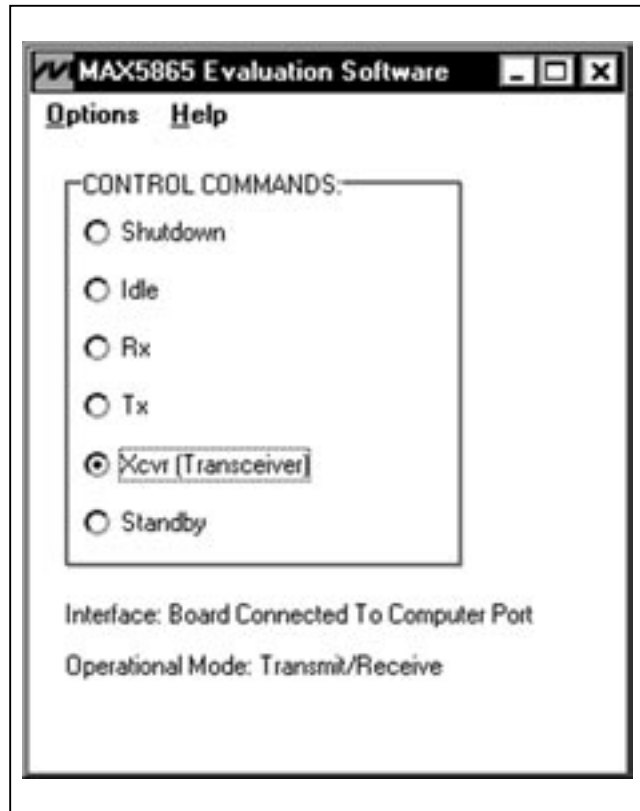 MAX5865 Evaluation Software
Options Help
CONTROL COMMANDS:
Shutdown
Idle
Rx
Tx
Xcvr (Transceiver)
Standby
Interface: Board Connected To Computer Port
Operational Mode: Transmit/Receive